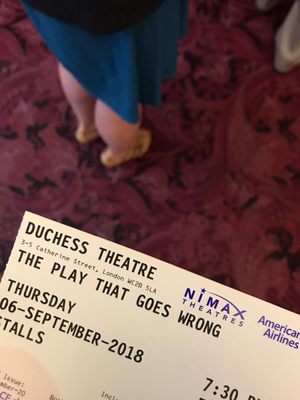 DUCHESS THEATRE
3-5 Catherine Street, London WC2B 5LA
THE PLAY THAT GOES WRONG
NIMAX
THEATRES
American
Airlines
THURSDAY
06-SEPTEMBER-2018
7:30
STALLS
Issue: